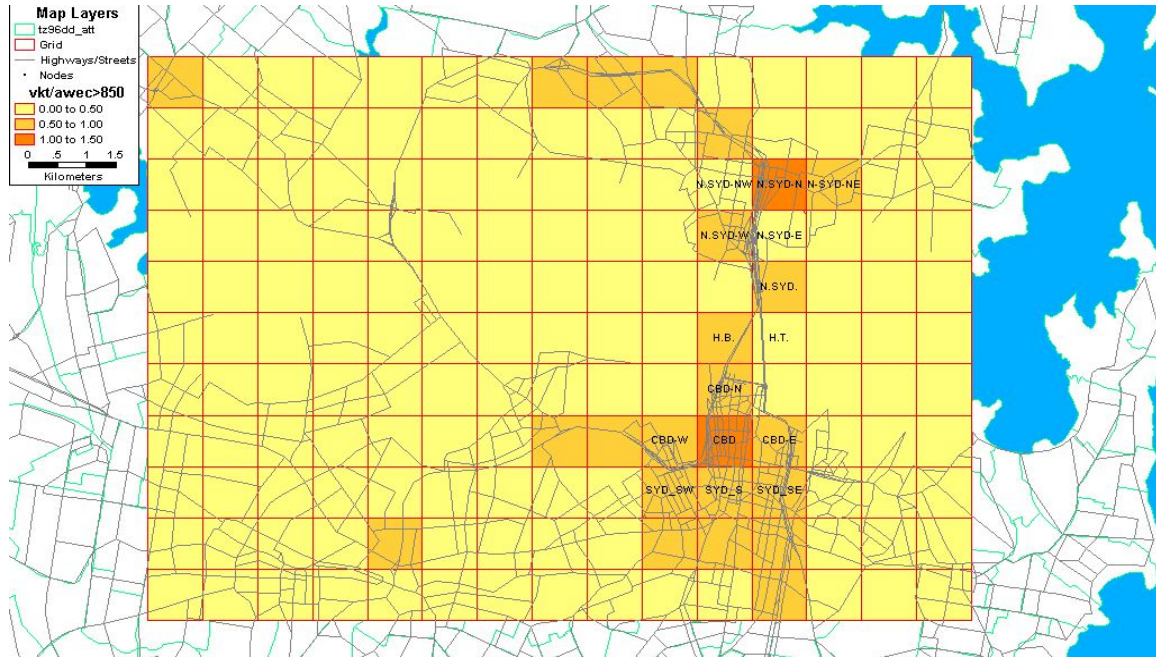 Map Layers
tz96dd_att
Grid
Highways/Streets
Nodes
vkt/awec>850
0.00 to 0.50
0.50 to 1.00
1.00 to 1.50
0 .5 1 1.5
Kilometers
N.SYD-NW N.SYD-N N-SYD-NE
N.SYD-W N.SYD-E
N.SYD.
H.B. H.T.
CBD-N
CBD-W CBD CBD-E
SYD_SW SYD_S SYD_SE